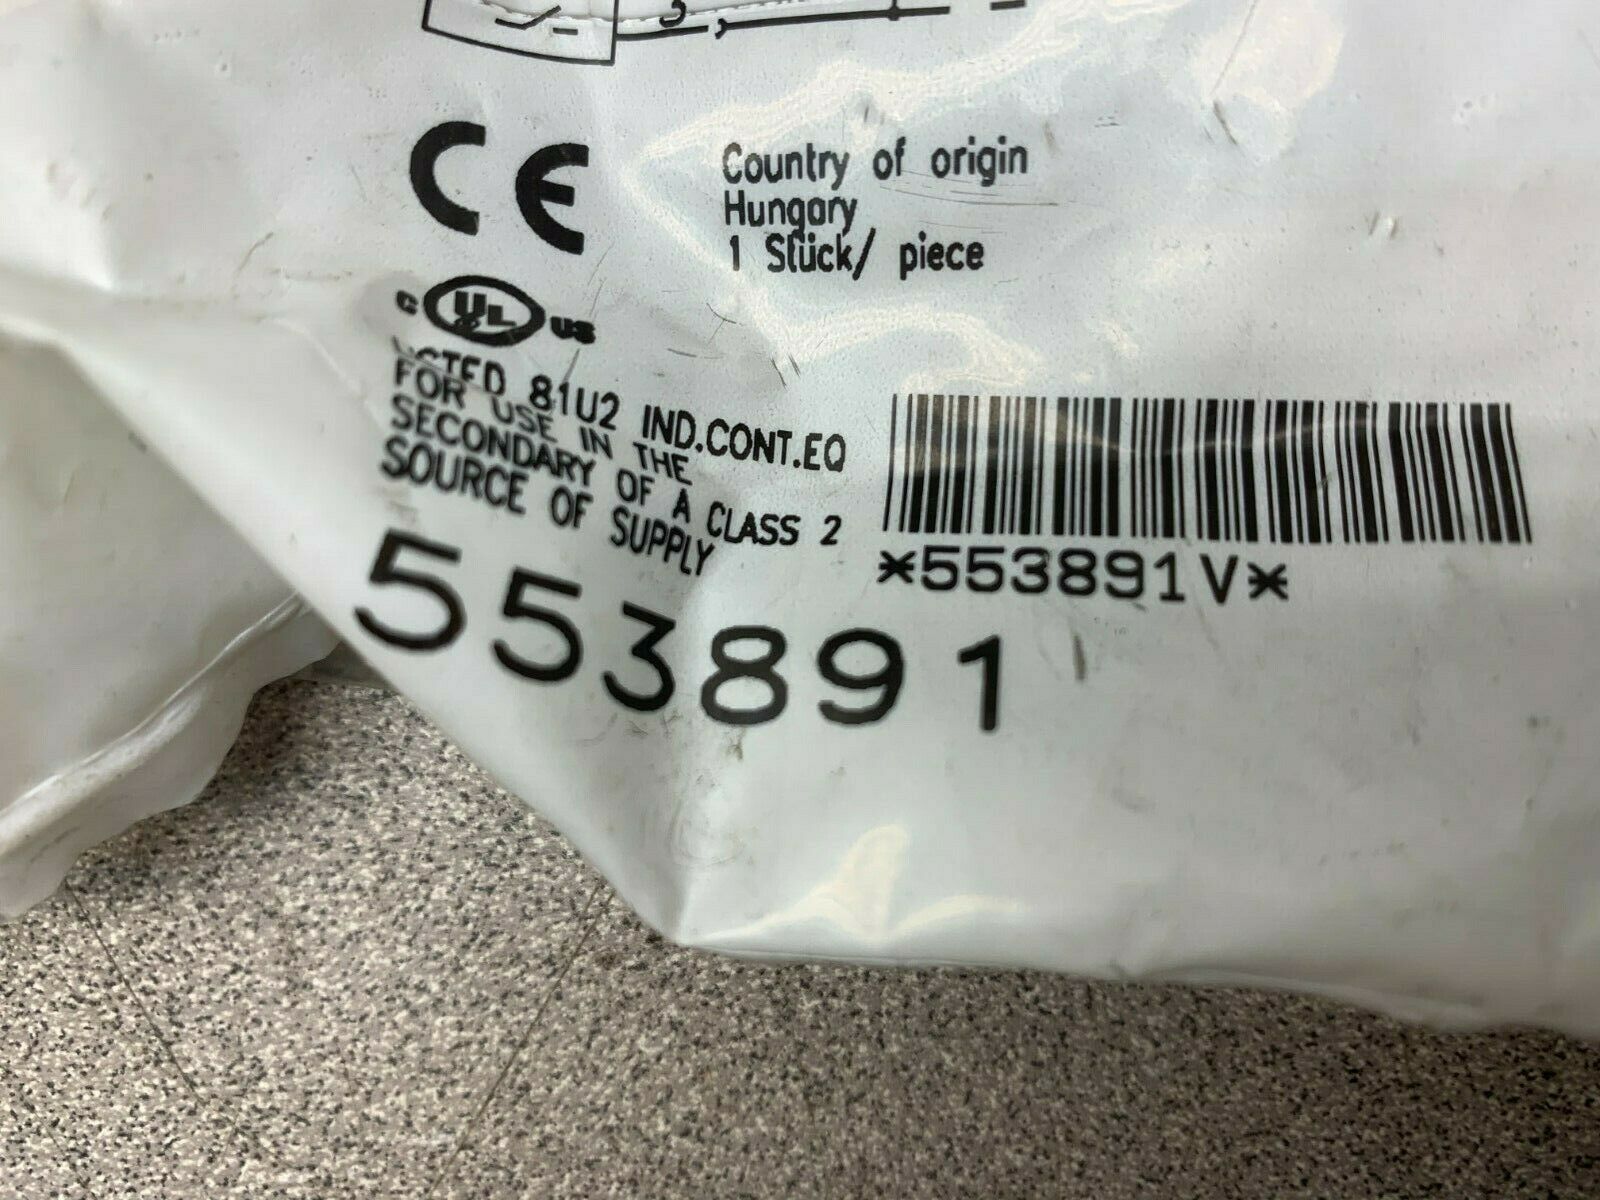 CE
Country of origin
Hungary
1 Stück/ piece
C UL US
LISTED 81U2 IND.CONT.EQ
FOR USE IN THE
SECONDARY OF A CLASS 2
SOURCE OF SUPPLY
*553891V*
553891